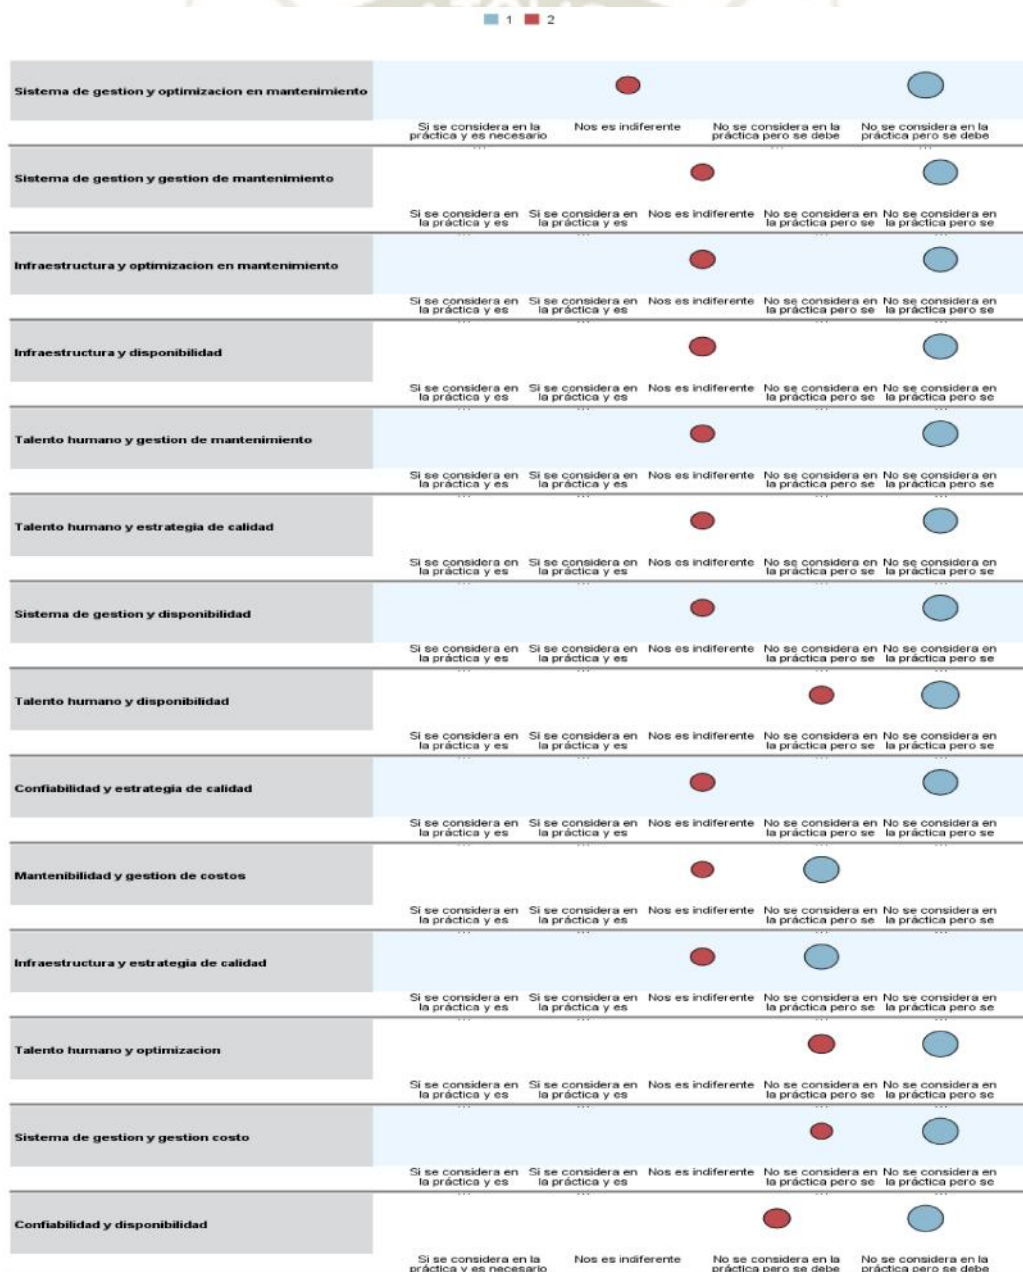 1 2
Sistema de gestion y optimizacion en mantenimiento
Si se considera en la Nos es indiferente No se considera en la No se considera en la
práctica y es necesario práctica pero se debe práctica pero se debe
... ... ...
Sistema de gestion y gestion de mantenimiento
Si se considera en Si se considera en Nos es indiferente No se considera en No se considera en
la práctica y es la práctica y es la práctica pero se la práctica pero se
... ... ... ...
Infraestructura y optimizacion en mantenimiento
Si se considera en Si se considera en Nos es indiferente No se considera en No se considera en
la práctica y es la práctica y es la práctica pero se la práctica pero se
... ... ... ...
Infraestructura y disponibilidad
Si se considera en Si se considera en Nos es indiferente No se considera en No se considera en
la práctica y es la práctica y es la práctica pero se la práctica pero se
... ... ... ...
Talento humano y gestion de mantenimiento
Si se considera en Si se considera en Nos es indiferente No se considera en No se considera en
la práctica y es la práctica y es la práctica pero se la práctica pero se
... ... ... ...
Talento humano y estrategia de calidad
Si se considera en Si se considera en Nos es indiferente No se considera en No se considera en
la práctica y es la práctica y es la práctica pero se la práctica pero se
... ... ... ...
Sistema de gestion y disponibilidad
Si se considera en Si se considera en Nos es indiferente No se considera en No se considera en
la práctica y es la práctica y es la práctica pero se la práctica pero se
... ... ... ...
Talento humano y disponibilidad
Si se considera en Si se considera en Nos es indiferente No se considera en No se considera en
la práctica y es la práctica y es la práctica pero se la práctica pero se
... ... ... ...
Confiabilidad y estrategia de calidad
Si se considera en Si se considera en Nos es indiferente No se considera en No se considera en
la práctica y es la práctica y es la práctica pero se la práctica pero se
... ... ... ...
Mantenibilidad y gestion de costos
Si se considera en Si se considera en Nos es indiferente No se considera en No se considera en
la práctica y es la práctica y es la práctica pero se la práctica pero se
... ... ... ...
Infraestructura y estrategia de calidad
Si se considera en Si se considera en Nos es indiferente No se considera en No se considera en
la práctica y es la práctica y es la práctica pero se la práctica pero se
... ... ... ...
Talento humano y optimizacion
Si se considera en Si se considera en Nos es indiferente No se considera en No se considera en
la práctica y es la práctica y es la práctica pero se la práctica pero se
... ... ... ...
Sistema de gestion y gestion costo
Si se considera en Si se considera en Nos es indiferente No se considera en No se considera en
la práctica y es la práctica y es la práctica pero se la práctica pero se
... ... ... ...
Confiabilidad y disponibilidad
Si se considera en la Nos es indiferente No se considera en la No se considera en la
práctica y es necesario práctica pero se debe práctica pero se debe